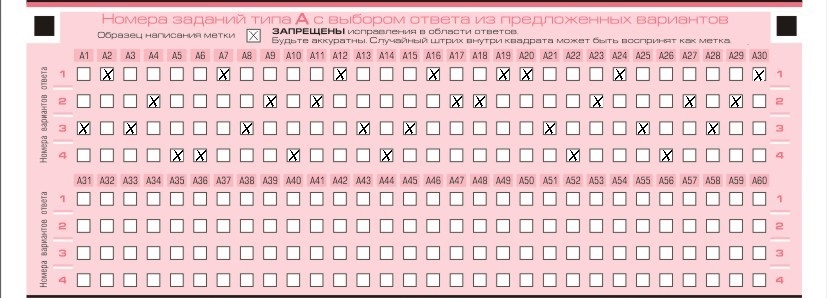 Номера заданий типа А с выбором ответа из предложенных вариантов
Образец написания метки X ЗАПРЕЩЕНЫ исправления в области ответов.
Будьте аккуратны. Случайный штрих внутри квадрата может быть воспринят как метка.
A1 A2 A3 A4 A5 A6 A7 A8 A9 A10 A11 A12 A13 A14 A15 A16 A17 A18 A19 A20 A21 A22 A23 A24 A25 A26 A27 A28 A29 A30
Номера вариантов ответа
1 X X X X X X X X 1
2 X X X X X X X X 2
3 X X X X X X X X 3
4 X X X X X X 4
A31 A32 A33 A34 A35 A36 A37 A38 A39 A40 A41 A42 A43 A44 A45 A46 A47 A48 A49 A50 A51 A52 A53 A54 A55 A56 A57 A58 A59 A60
Номера вариантов ответа
1 1
2 2
3 3
4 4